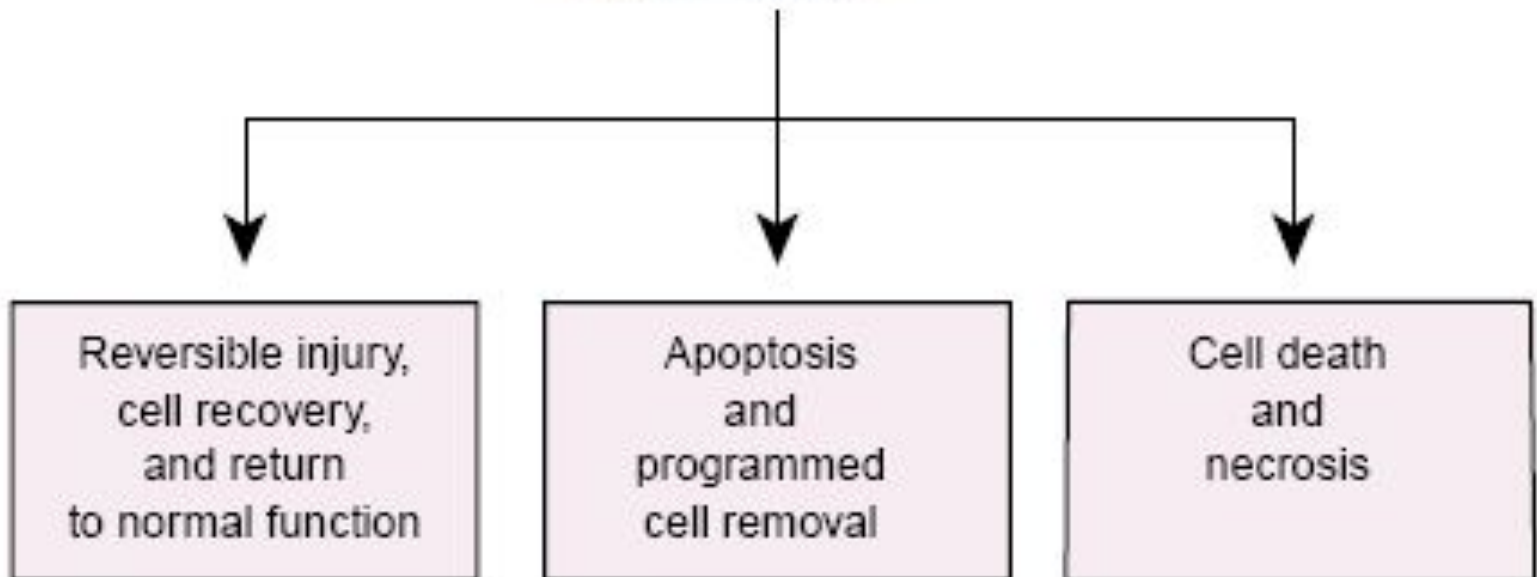 Reversible injury,
cell recovery,
and return
to normal function
Apoptosis
and
programmed
cell removal
Cell death
and
necrosis